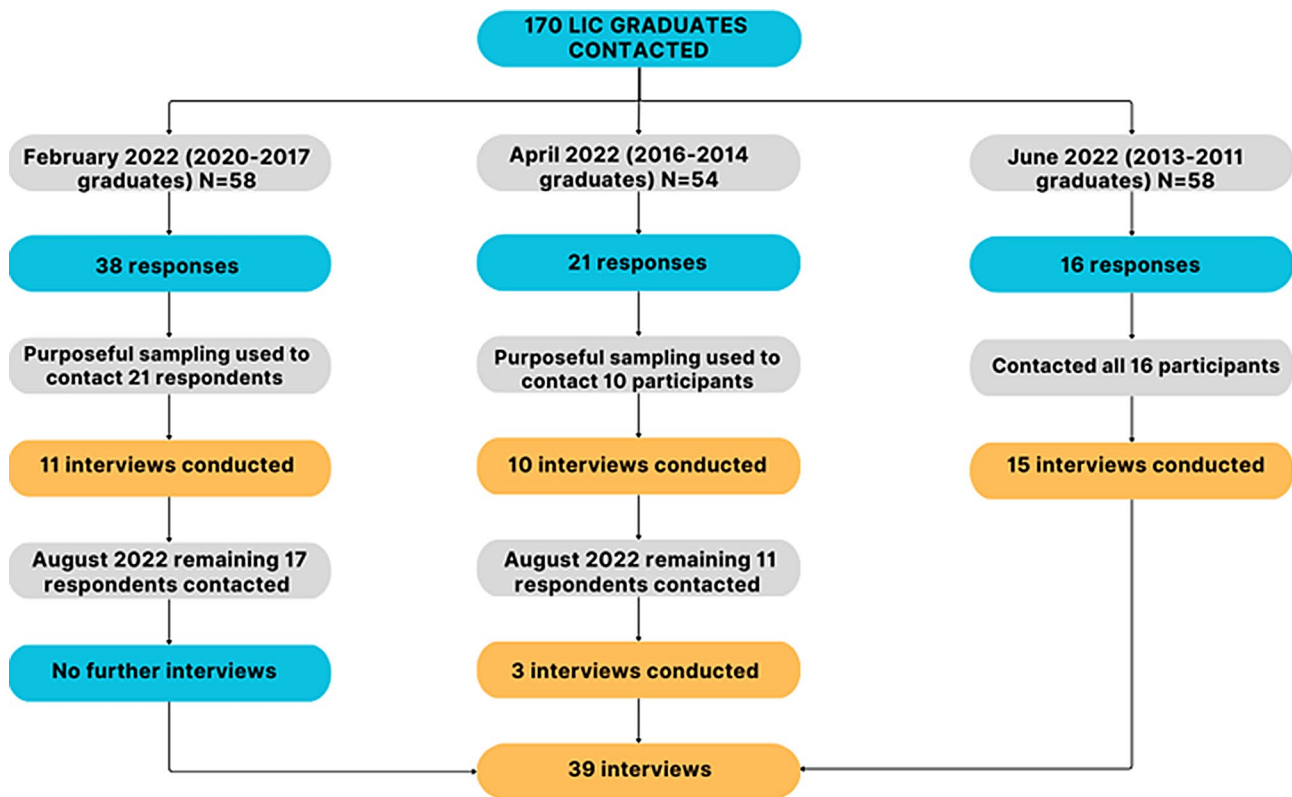 170 LIC GRADUATES
CONTACTED
February 2022 (2020-2017
graduates) N=58
April 2022 (2016-2014
graduates) N=54
June 2022 (2013-2011
graduates) N=58
38 responses
21 responses
16 responses
Purposeful sampling used to
contact 21 respondents
Purposeful sampling used to
contact 10 participants
Contacted all 16 participants
11 interviews conducted
10 interviews conducted
15 interviews conducted
August 2022 remaining 17
respondents contacted
August 2022 remaining 11
respondents contacted
No further interviews
3 interviews conducted
39 interviews